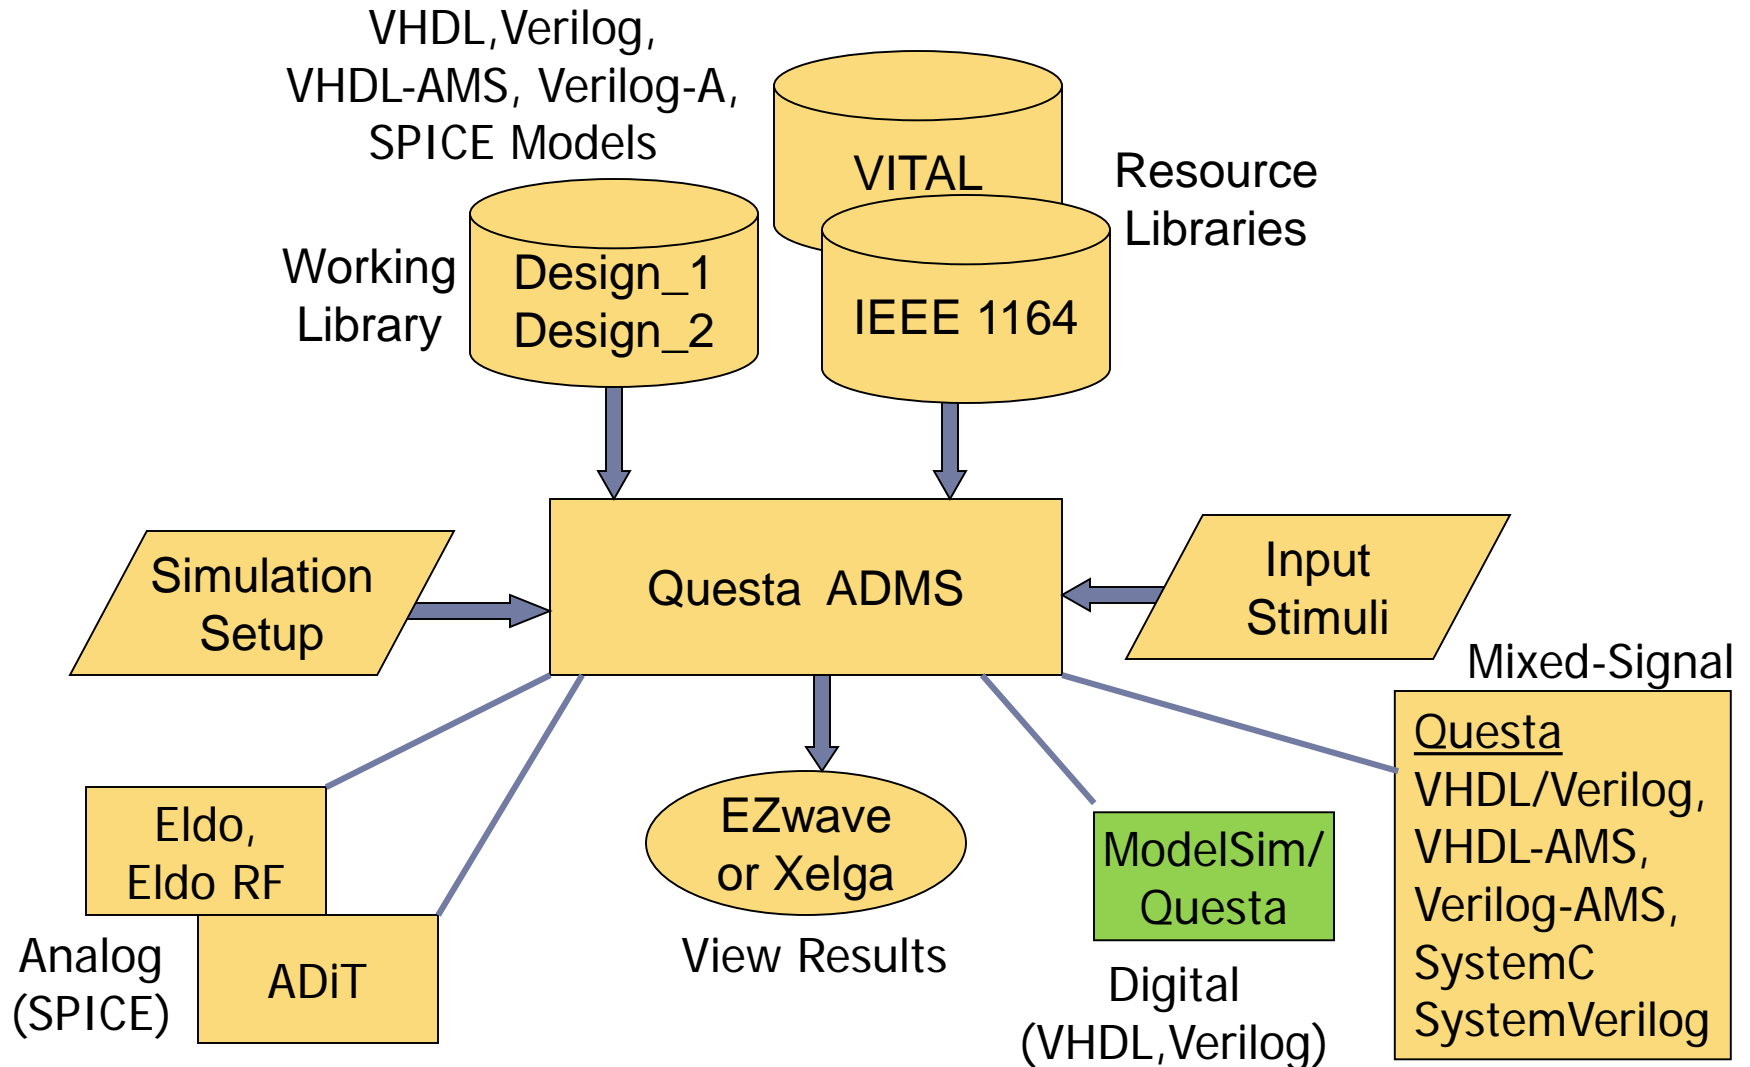 VHDL,Verilog,
VHDL-AMS, Verilog-A,
SPICE Models
VITAL
Resource
Libraries
Working
Library
Design_1
Design_2
IEEE 1164
Simulation
Setup
Questa ADMS
Input
Stimuli
Mixed-Signal
Questa
VHDL/Verilog,
VHDL-AMS,
Verilog-AMS,
SystemC
SystemVerilog
Eldo,
Eldo RF
ADiT
Analog
(SPICE)
EZwave
or Xelga
View Results
ModelSim/
Questa
Digital
(VHDL,Verilog)